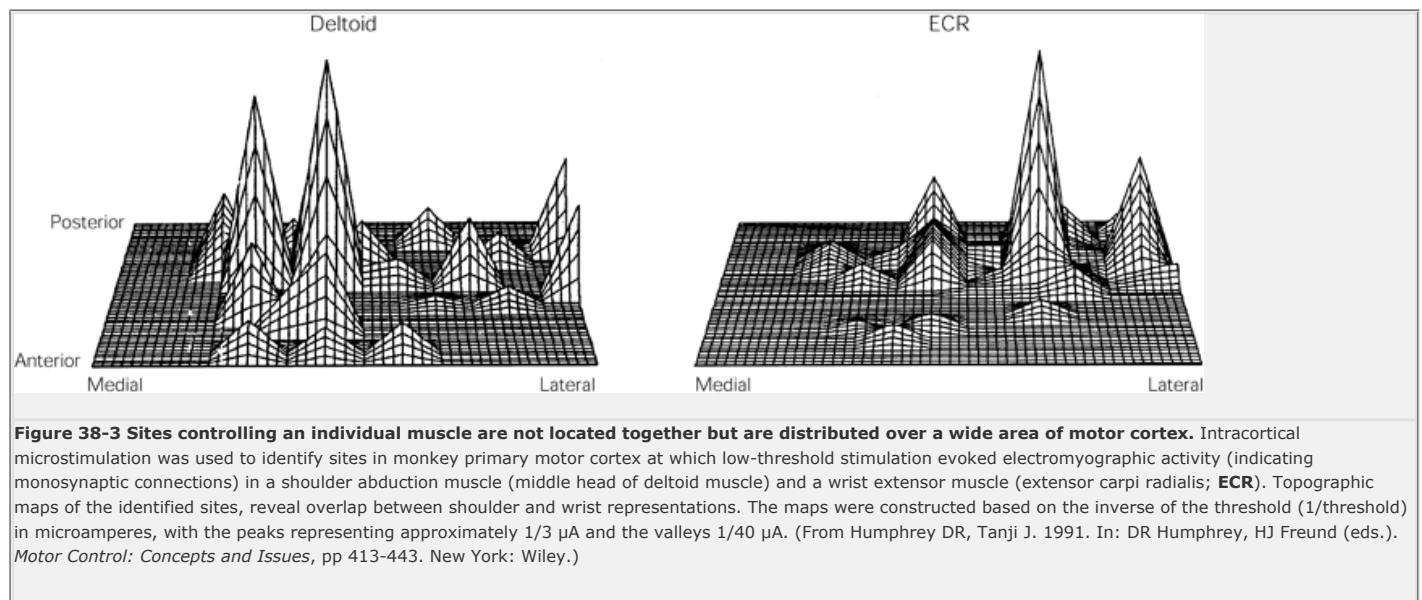 Deltoid
ECR
Posterior
Anterior
Medial
Lateral
Medial
Lateral
Figure 38-3 Sites controlling an individual muscle are not located together but are distributed over a wide area of motor cortex. Intracortical
microstimulation was used to identify sites in monkey primary motor cortex at which low-threshold stimulation evoked electromyographic activity (indicating
monosynaptic connections) in a shoulder abduction muscle (middle head of deltoid muscle) and a wrist extensor muscle (extensor carpi radialis; ECR). Topographic
maps of the identified sites, reveal overlap between shoulder and wrist representations. The maps were constructed based on the inverse of the threshold (1/threshold)
in microamperes, with the peaks representing approximately 1/3 µA and the valleys 1/40 µA. (From Humphrey DR, Tanji J. 1991. In: DR Humphrey, HJ Freund (eds.).
Motor Control: Concepts and Issues, pp 413-443. New York: Wiley.)